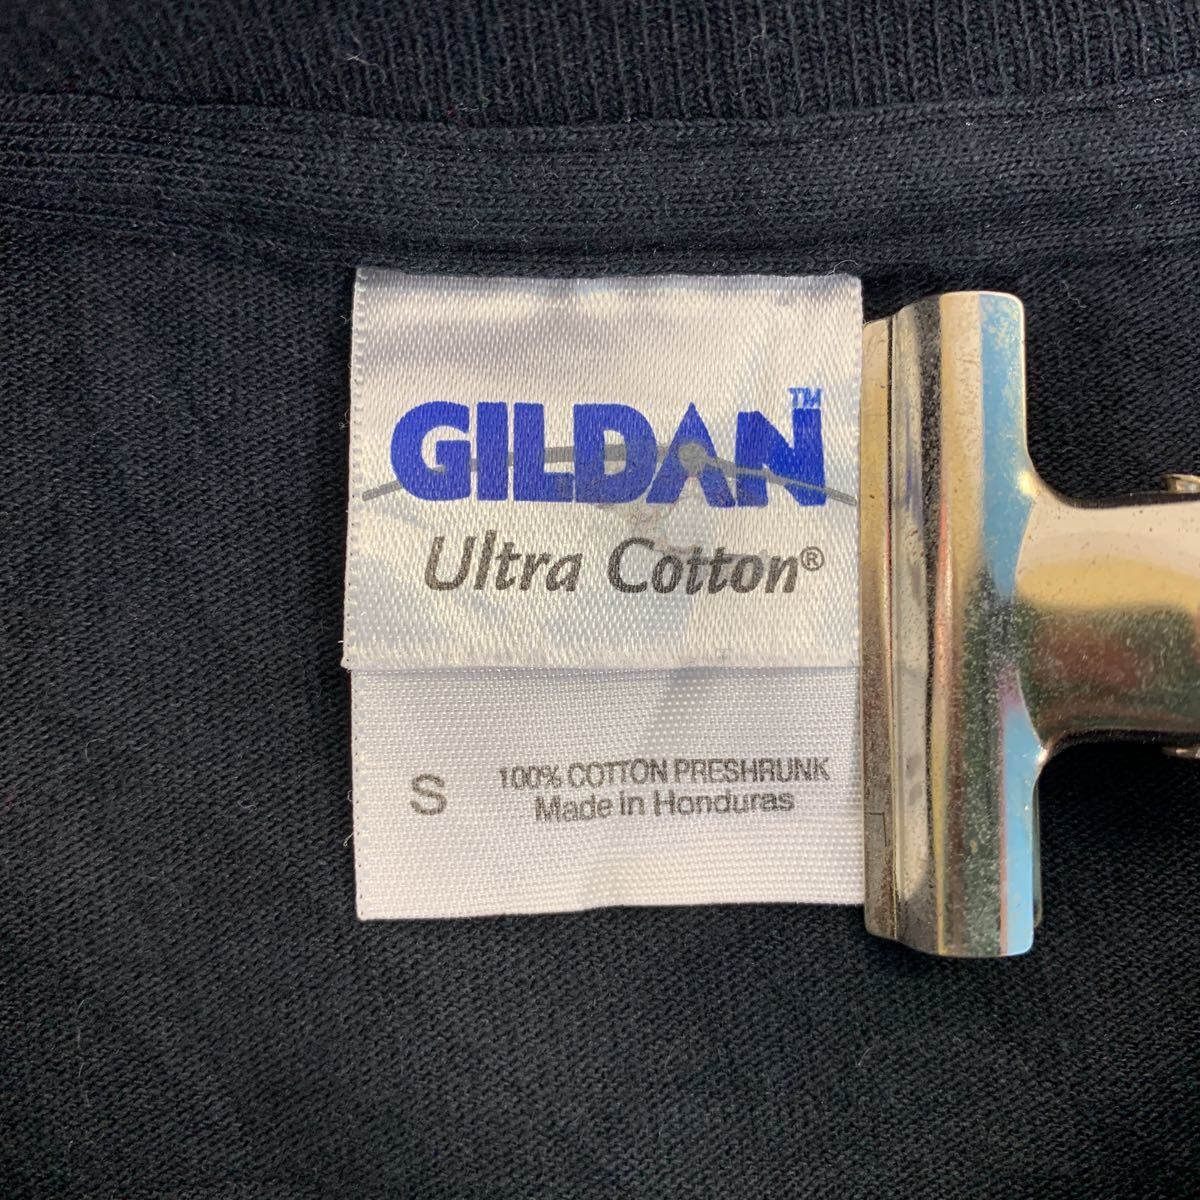 GILDAN™
Ultra Cotton®
S 100% COTTON PRESHRUNK
Made in Honduras